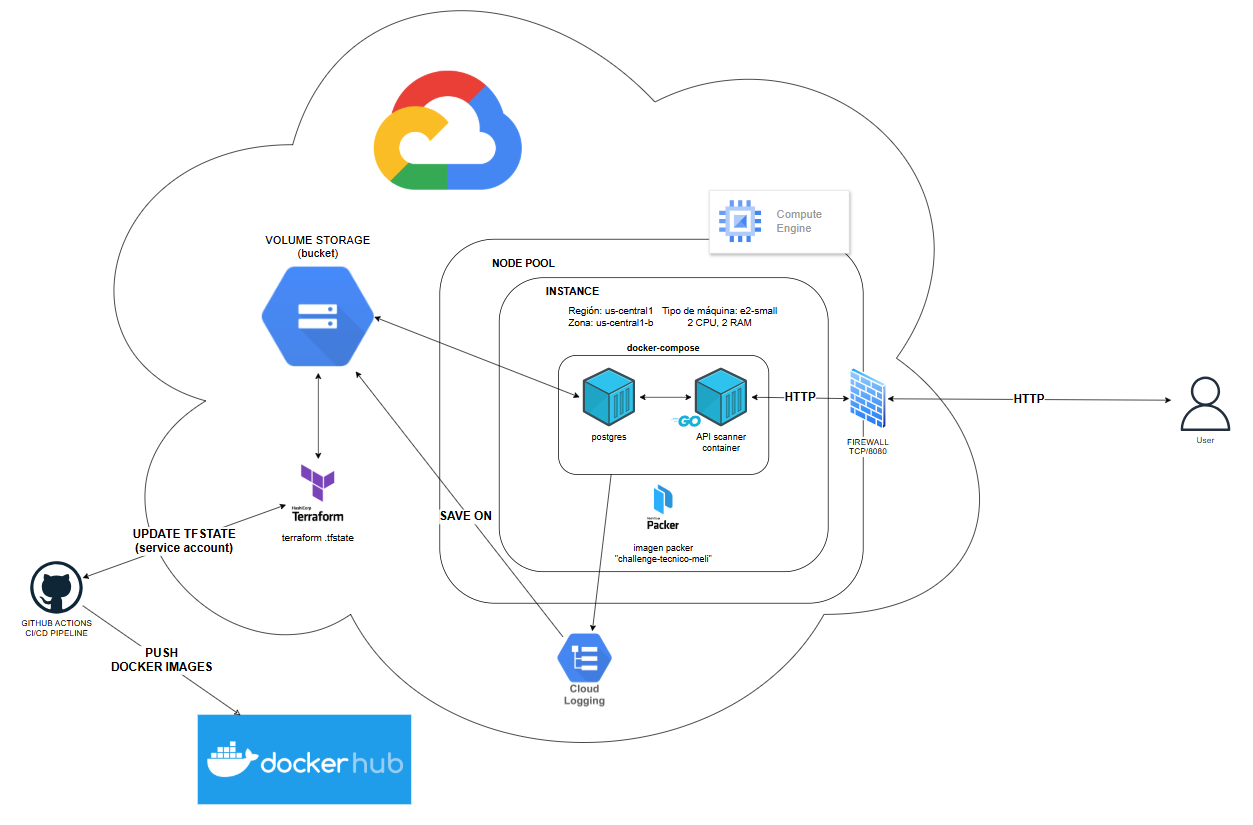 Compute
Engine
VOLUME STORAGE
(bucket)
NODE POOL
INSTANCE
Región: us-central1 Tipo de máquina: e2-small
Zona: us-central1-b 2 CPU, 2 RAM
docker-compose
GO
postgres
API scanner
container
HTTP
FIREWALL
TCP/8080
HTTP
User
HashiCorp
Terraform
terraform .tfstate
SAVE ON
HashiCorp
Packer
imagen packer
"challenge-tecnico-meli"
UPDATE TFSTATE
(service account)
GITHUB ACTIONS
CI/CD PIPELINE
PUSH
DOCKER IMAGES
Cloud
Logging
dockerhub